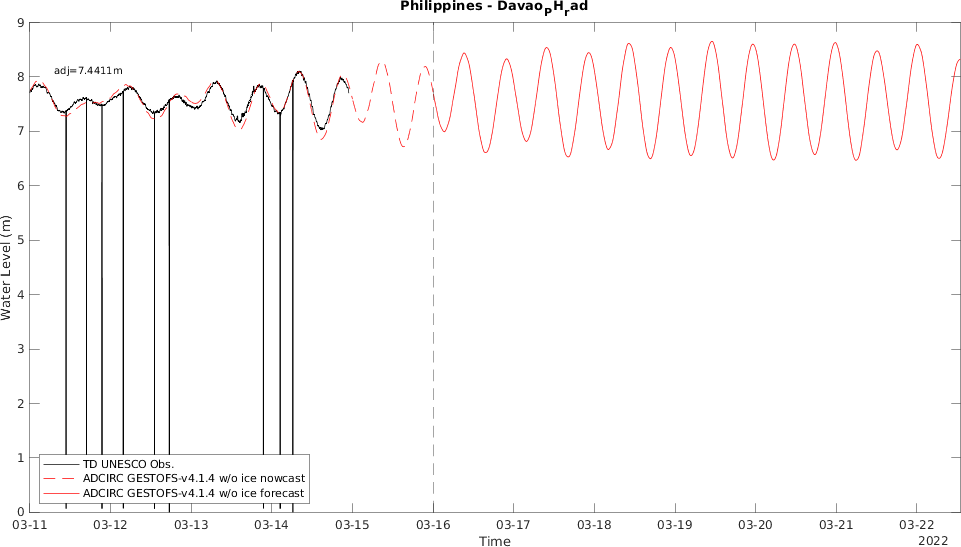 Philippines - Davao_PH_rad
adj=7.4411m
9
8
7
6
5
4
3
2
1
0
Water Level (m)
TD UNESCO Obs.
ADCIRC GESTOFS-v4.1.4 w/o ice nowcast
ADCIRC GESTOFS-v4.1.4 w/o ice forecast
03-11 03-12 03-13 03-14 03-15 03-16 03-17 03-18 03-19 03-20 03-21 03-22
Time
2022